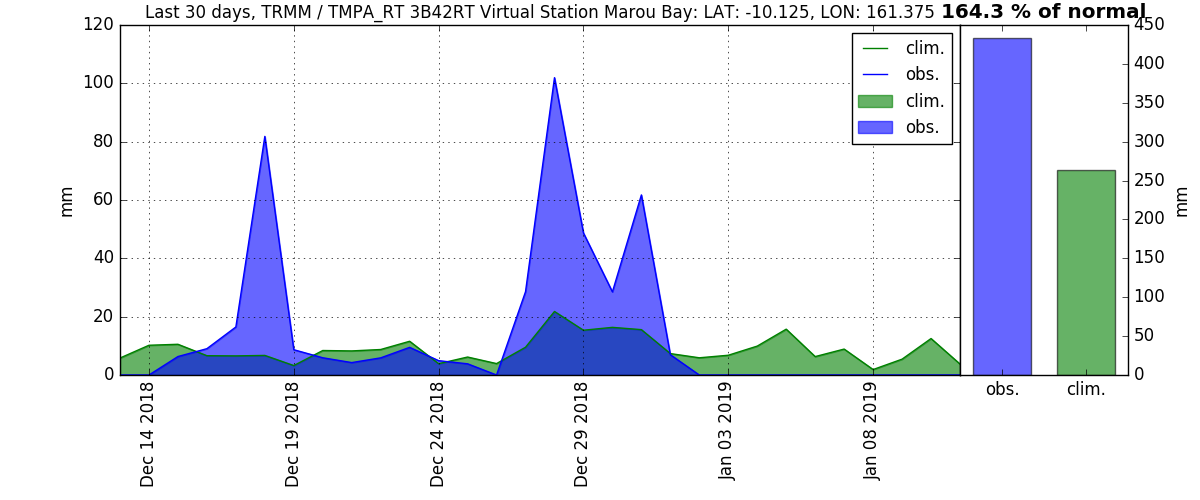 Last 30 days, TRMM / TMPA_RT 3B42RT Virtual Station Marou Bay: LAT: -10.125, LON: 161.375 164.3 % of normal
120
100
80
60
40
20
0
mm
clim.
obs.
clim.
obs.
Dec 14 2018
Dec 19 2018
Dec 24 2018
Dec 29 2018
Jan 03 2019
Jan 08 2019
450
400
350
300
250
200
150
100
50
0
mm
obs.
clim.